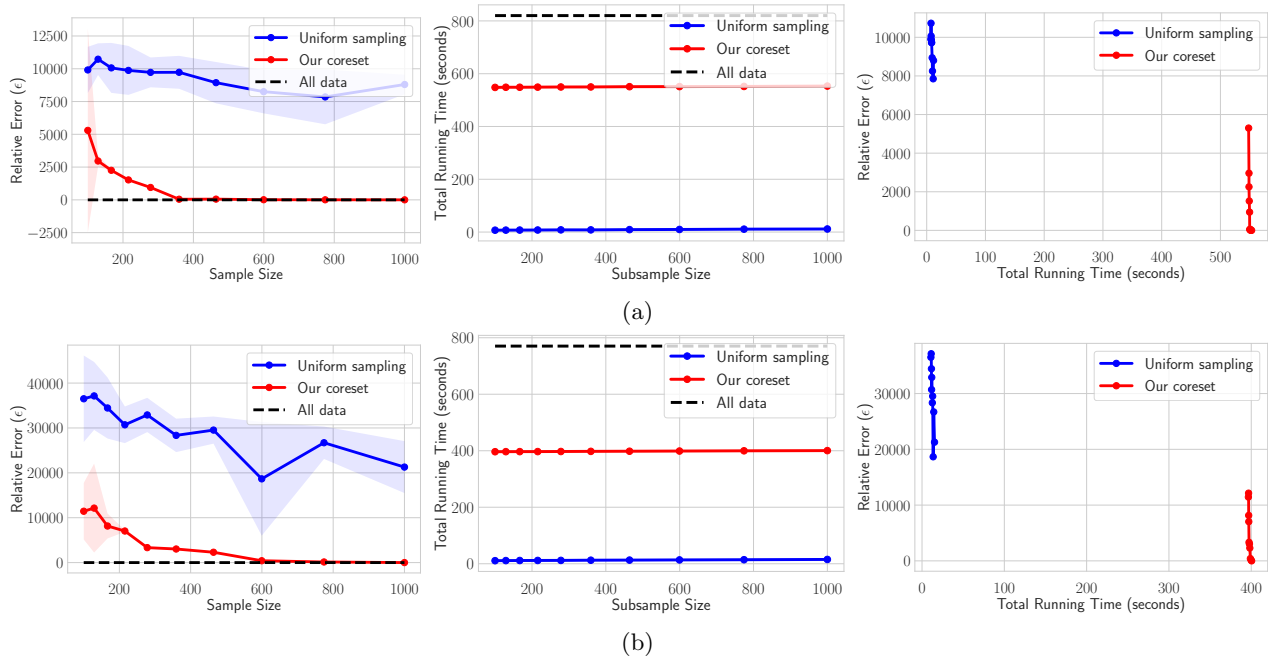 12500
10000
7500
5000
2500
0
−2500
Relative Error (ϵ)
200 400 600 800 1000
Sample Size
Uniform sampling
Our coreset
All data
800
600
400
200
0
Total Running Time (seconds)
200 400 600 800 1000
Subsample Size
Uniform sampling
Our coreset
All data
10000
8000
6000
4000
2000
0
Relative Error (ϵ)
0 100 200 300 400 500
Total Running Time (seconds)
Uniform sampling
Our coreset
(a)
40000
30000
20000
10000
0
Relative Error (ϵ)
200 400 600 800 1000
Sample Size
Uniform sampling
Our coreset
All data
800
600
400
200
0
Total Running Time (seconds)
200 400 600 800 1000
Subsample Size
Uniform sampling
Our coreset
All data
30000
20000
10000
0
Relative Error (ϵ)
0 100 200 300 400
Total Running Time (seconds)
Uniform sampling
Our coreset
(b)